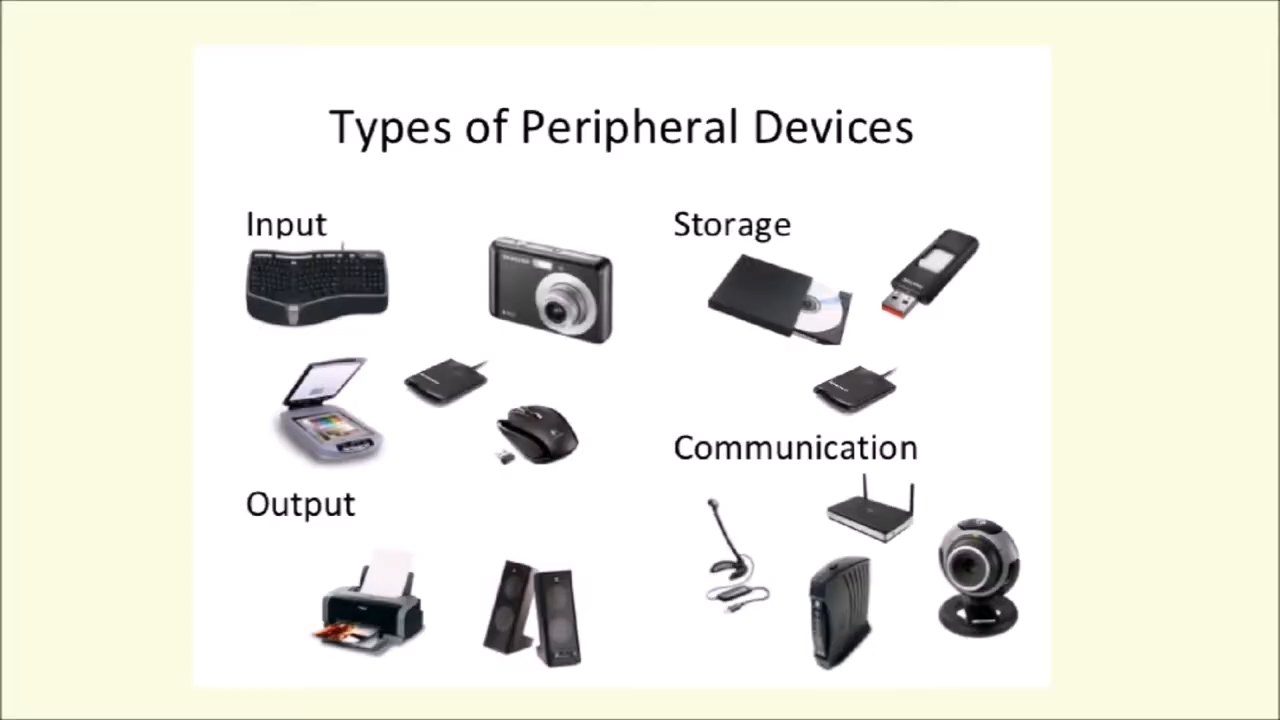 Types of Peripheral Devices
Input
Storage
Communication
Output